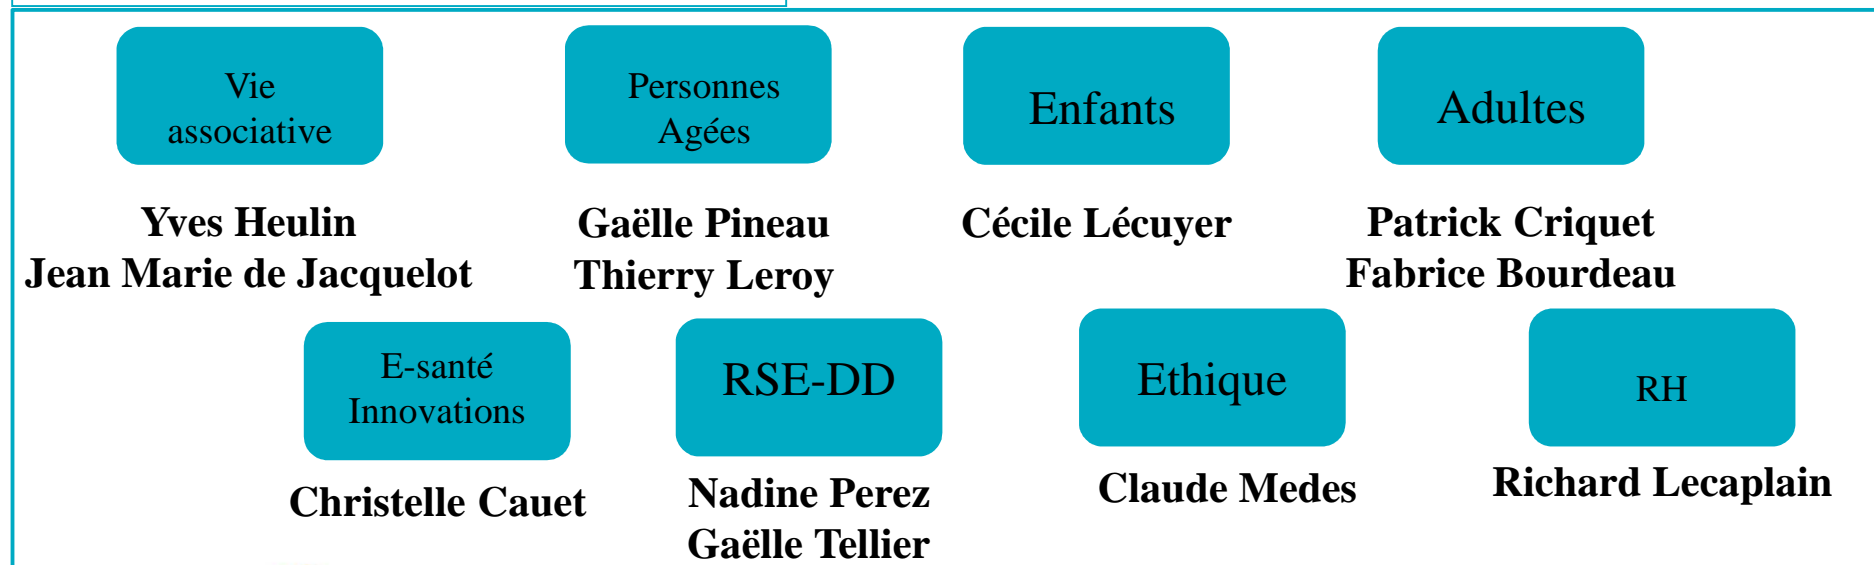 Vie
associative
Personnes
Agées
Enfants
Adultes
Yves Heulin
Jean Marie de Jacquelot
Gaëlle Pineau
Thierry Leroy
Cécile Lécuyer
Patrick Criquet
Fabrice Bourdeau
E-santé
Innovations
RSE-DD
Ethique
RH
Christelle Cauet
Nadine Perez
Gaëlle Tellier
Claude Medes
Richard Lecaplain